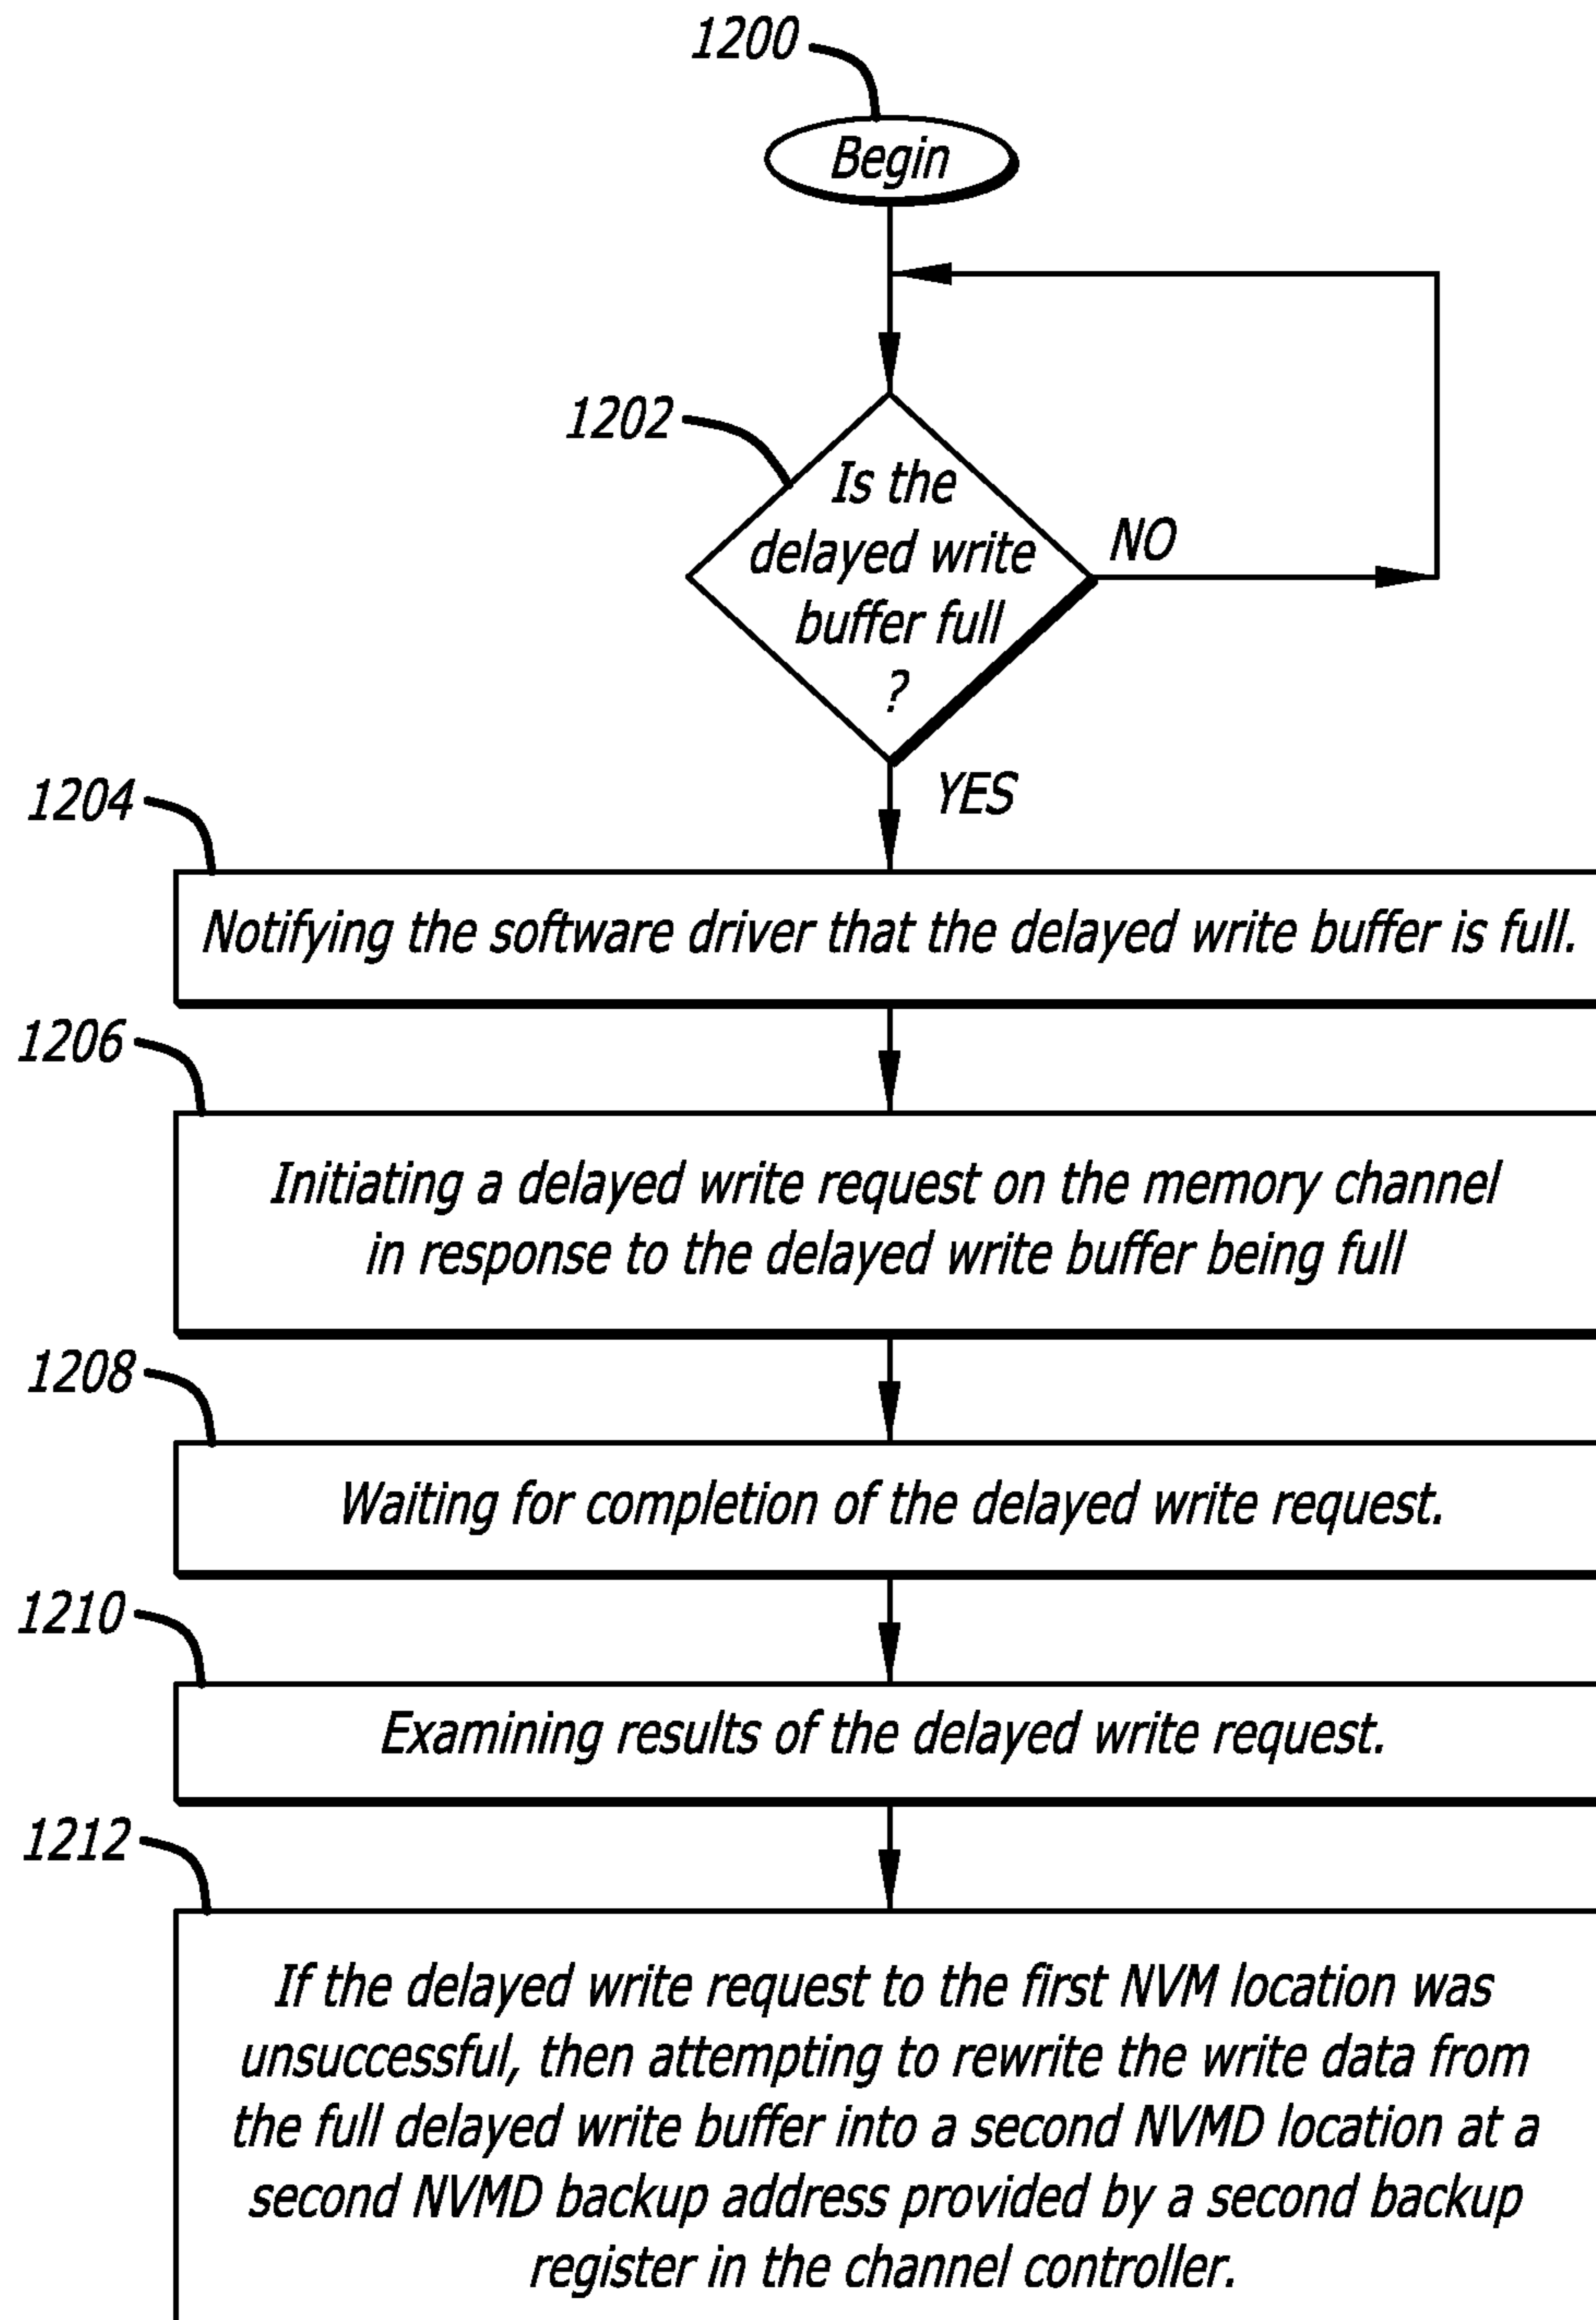 1200
Begin
1202
Is the
delayed write
buffer full
?
NO
YES
1204
Notifying the software driver that the delayed write buffer is full.
1206
Initiating a delayed write request on the memory channel
in response to the delayed write buffer being full
1208
Waiting for completion of the delayed write request.
1210
Examining results of the delayed write request.
1212
If the delayed write request to the first NVM location was
unsuccessful, then attempting to rewrite the write data from
the full delayed write buffer into a second NVMD location at a
second NVMD backup address provided by a second backup
register in the channel controller.